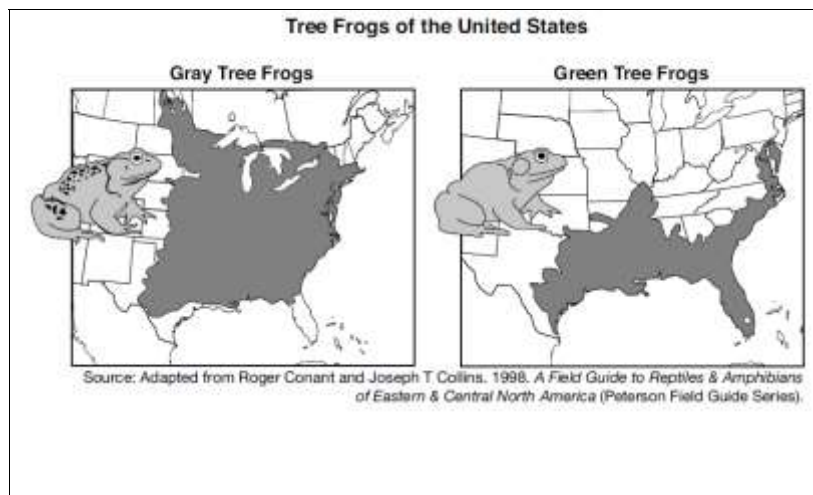 Tree Frogs of the United States
Gray Tree Frogs
Green Tree Frogs
Source: Adapted from Roger Conant and Joseph T Collins. 1998. A Field Guide to Reptiles & Amphibians
of Eastern & Central North America (Peterson Field Guide Series).